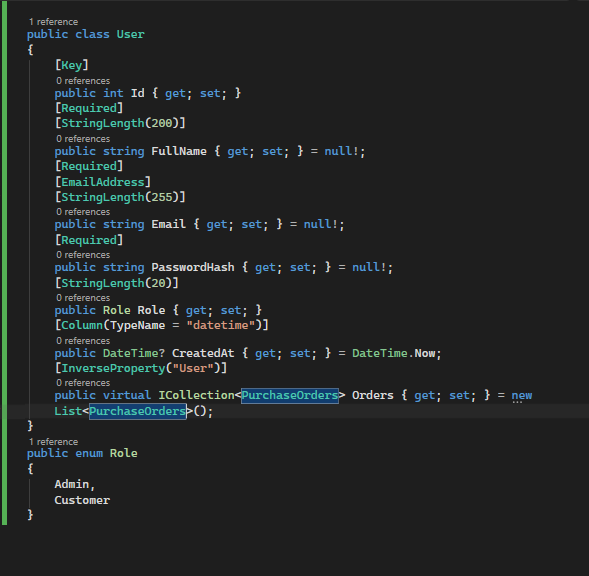 1 reference
public class User
{
[Key]
0 references
public int Id { get; set; }
[Required]
[StringLength(200)]
0 references
public string FullName { get; set; } = null!;
[Required]
[EmailAddress]
[StringLength(255)]
0 references
public string Email { get; set; } = null!;
[Required]
0 references
public string PasswordHash { get; set; } = null!;
[StringLength(20)]
0 references
public Role Role { get; set; }
[Column(TypeName = "datetime")]
0 references
public DateTime? CreatedAt { get; set; } = DateTime.Now;
[InverseProperty("User")]
0 references
public virtual ICollection<PurchaseOrders> Orders { get; set; } = new
List<PurchaseOrders>();
}
1 reference
public enum Role
{
Admin,
Customer
}